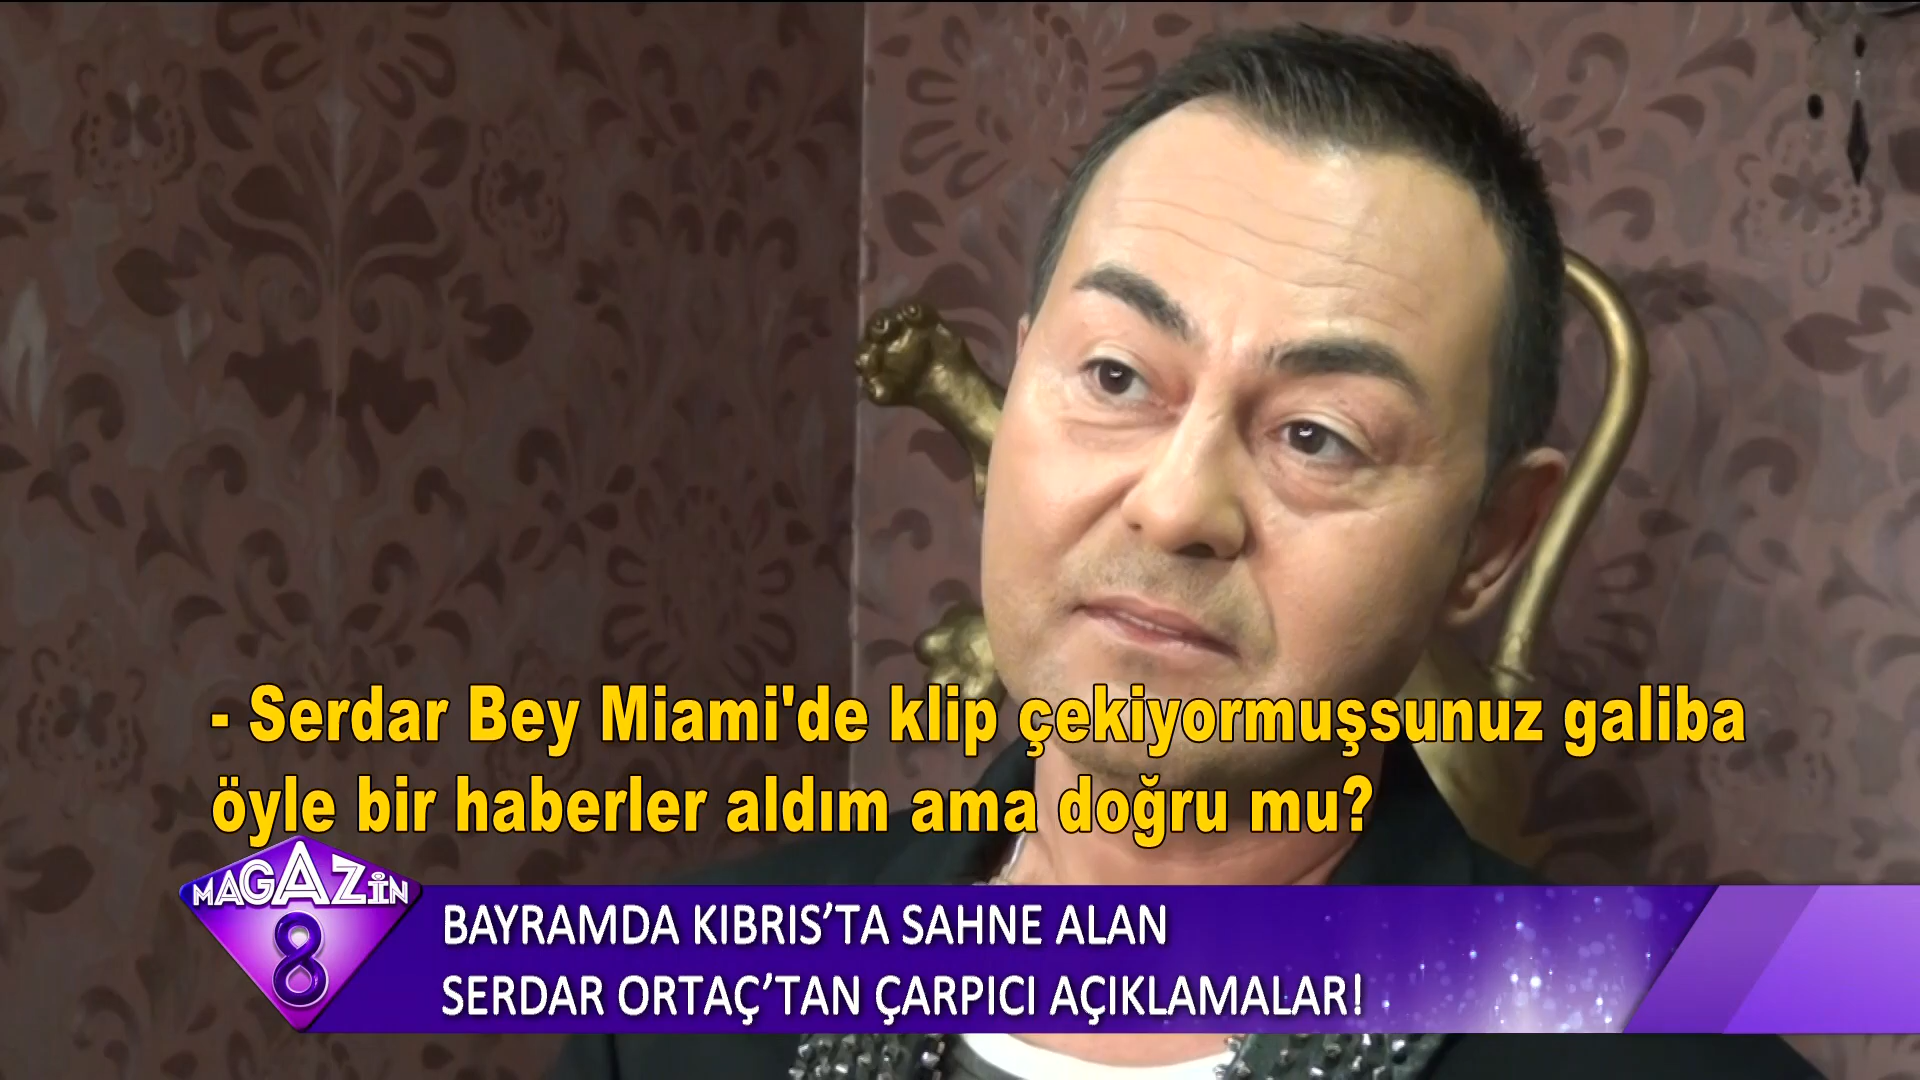 - Serdar Bey Miami'de klip çekiyormuşsunuz galiba
öyle bir haberler aldım ama doğru mu?
MAGAZİN
8
BAYRAMDA KIBRIS’TA SAHNE ALAN
SERDAR ORTAÇ’TAN ÇARPICI AÇIKLAMALAR!